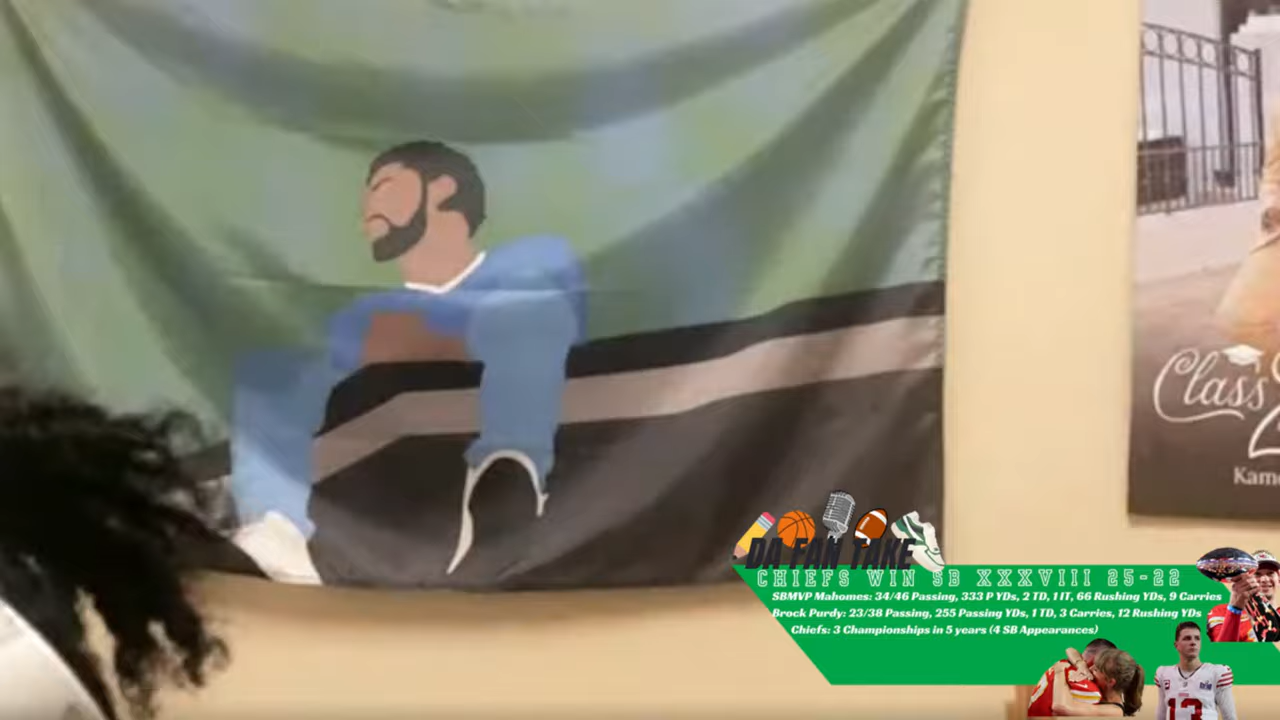 Class
Kam
DA FAN TAKE
CHIEFS WIN SB XXXVIII 25-22
SBMVP Mahomes: 34/46 Passing, 333 P YDs, 2 TD, 1 IT, 66 Rushing YDs, 9 Carries
Brock Purdy: 23/38 Passing, 255 Passing YDs, 1 TD, 3 Carries, 12 Rushing YDs
Chiefs: 3 Championships in 5 years (4 SB Appearances)
13